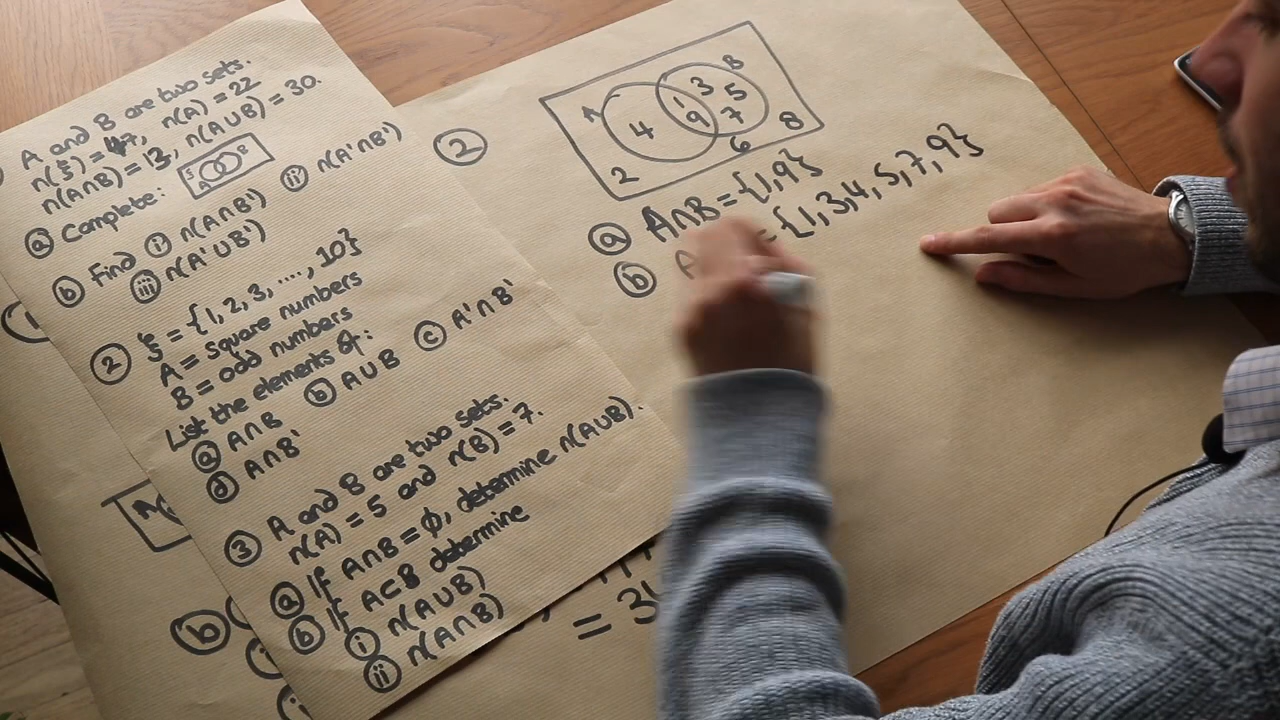 A and B are two sets.
n(ξ) = 47, n(A) = 22
n(A∩B) = 13, n(A∪B) = 30.
ⓐ Complete: ξ A B
ⓑ Find ⓘ n(A∩B) ⓘⓘ n(A'∩B')
ⓘⓘⓘ n(A'∪B')
② ξ = {1, 2, 3, ...., 10}
A = Square numbers
B = odd numbers
List the elements of:
ⓐ A∩B ⓑ A∪B ⓒ A'∩B'
ⓓ A∩B'
③ A and B are two sets.
n(A) = 5 and n(B) = 7.
ⓐ If A∩B = ∅, determine n(A∪B).
ⓑ If A⊂B determine
ⓘ n(A∪B)
ⓘⓘ n(A∩B)
ⓑ
= 3
②
A B
4 1 9 3 5 7
2 6 8
ⓐ A∩B = {1,9}
ⓑ A = {1,3,4,5,7,9}